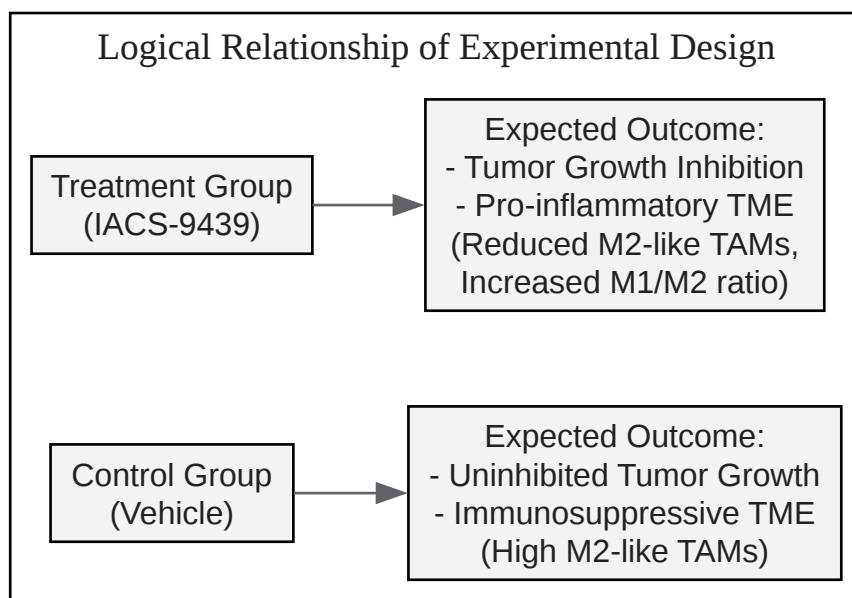 Logical Relationship of Experimental Design
Treatment Group
(IACS-9439)
Expected Outcome:
- Tumor Growth Inhibition
- Pro-inflammatory TME
(Reduced M2-like TAMs,
Increased M1/M2 ratio)
Control Group
(Vehicle)
Expected Outcome:
- Uninhibited Tumor Growth
- Immunosuppressive TME
(High M2-like TAMs)